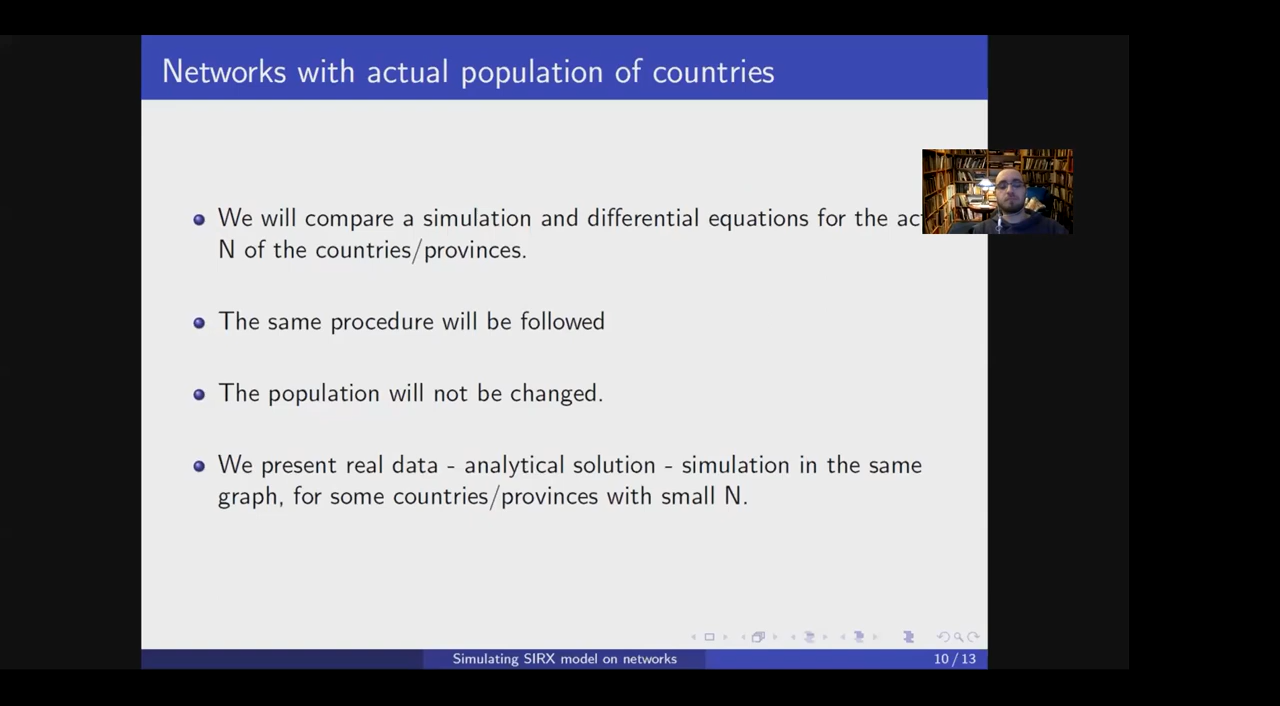 Networks with actual population of countries
We will compare a simulation and differential equations for the
N of the countries/provinces.
The same procedure will be followed
The population will not be changed.
We present real data - analytical solution - simulation in the same
graph, for some countries/provinces with small N.
Simulating SIRX model on networks
10 / 13